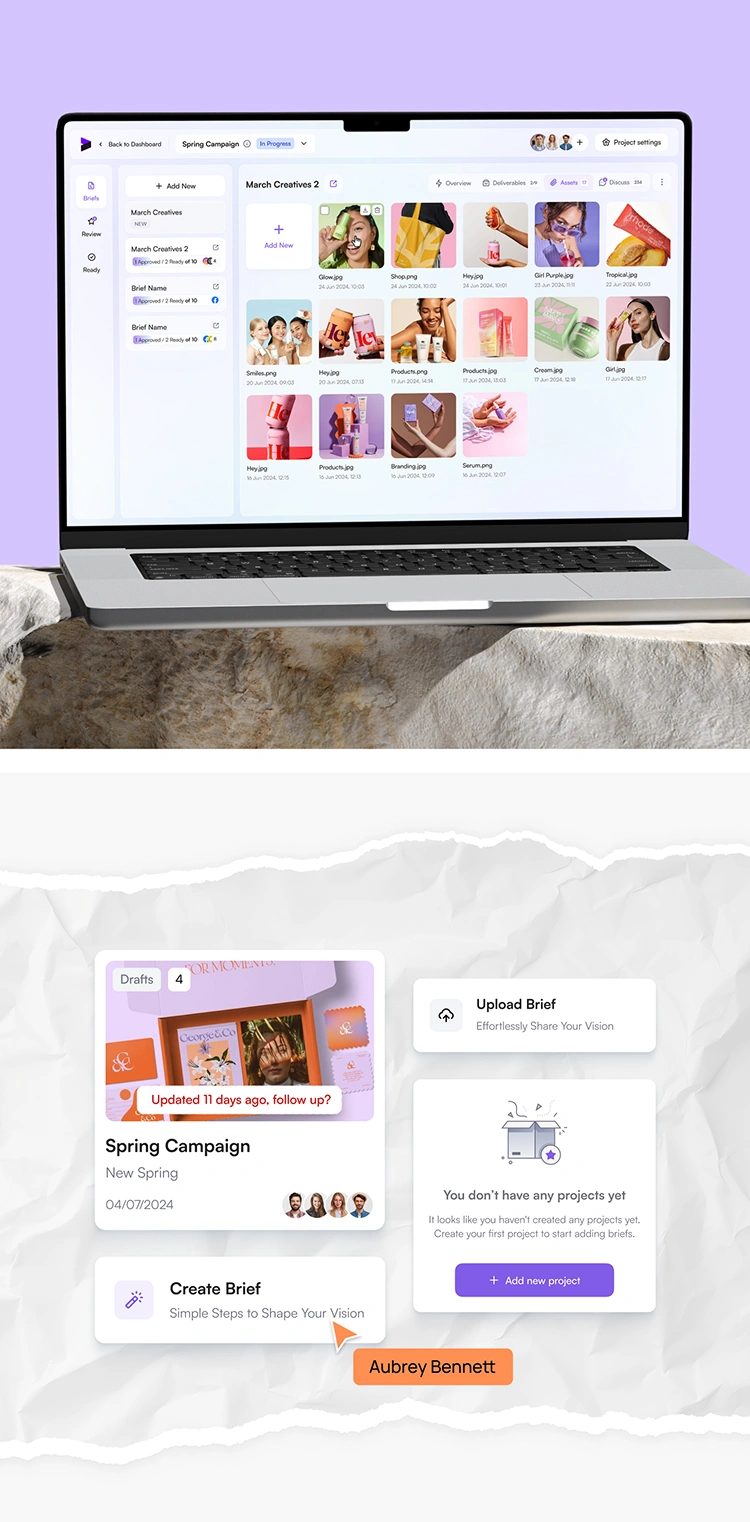 Back to Dashboard
Spring Campaign
In Progress
Project settings
Briefs
Review
Ready
+ Add New
March Creatives
NEW
March Creatives 2
1 Approved / 2 Ready of 10
4
Brief Name
1 Approved / 2 Ready of 10
Brief Name
1 Approved / 2 Ready of 10
8
March Creatives 2
Overview
Deliverables 2/9
Assets 17
Discuss
+
Add New
Glow.jpg
24 Jun 2024, 10:03
Shop.png
24 Jun 2024, 10:02
Hey.jpg
24 Jun 2024, 10:01
Girl Purple.jpg
23 Jun 2024, 11:11
rhode
Tropical.jpg
22 Jun 2024, 10:03
Smiles.png
20 Jun 2024, 09:03
Hey.jpg
20 Jun 2024, 07:13
Products.png
17 Jun 2024, 14:14
Products.jpg
17 Jun 2024, 13:03
Cream.jpg
17 Jun 2024, 12:18
Girl.jpg
17 Jun 2024, 12:17
Hey.jpg
16 Jun 2024, 12:15
Products.jpg
16 Jun 2024, 12:13
Branding.jpg
16 Jun 2024, 12:09
Serum.png
16 Jun 2024, 12:07
Drafts 4
FOR MOMENTS.
George&Co
Updated 11 days ago, follow up?
Spring Campaign
New Spring
04/07/2024
Upload Brief
Effortlessly Share Your Vision
You don’t have any projects yet
It looks like you haven't created any projects yet.
Create your first project to start adding briefs.
+ Add new project
Create Brief
Simple Steps to Shape Your Vision
Aubrey Bennett